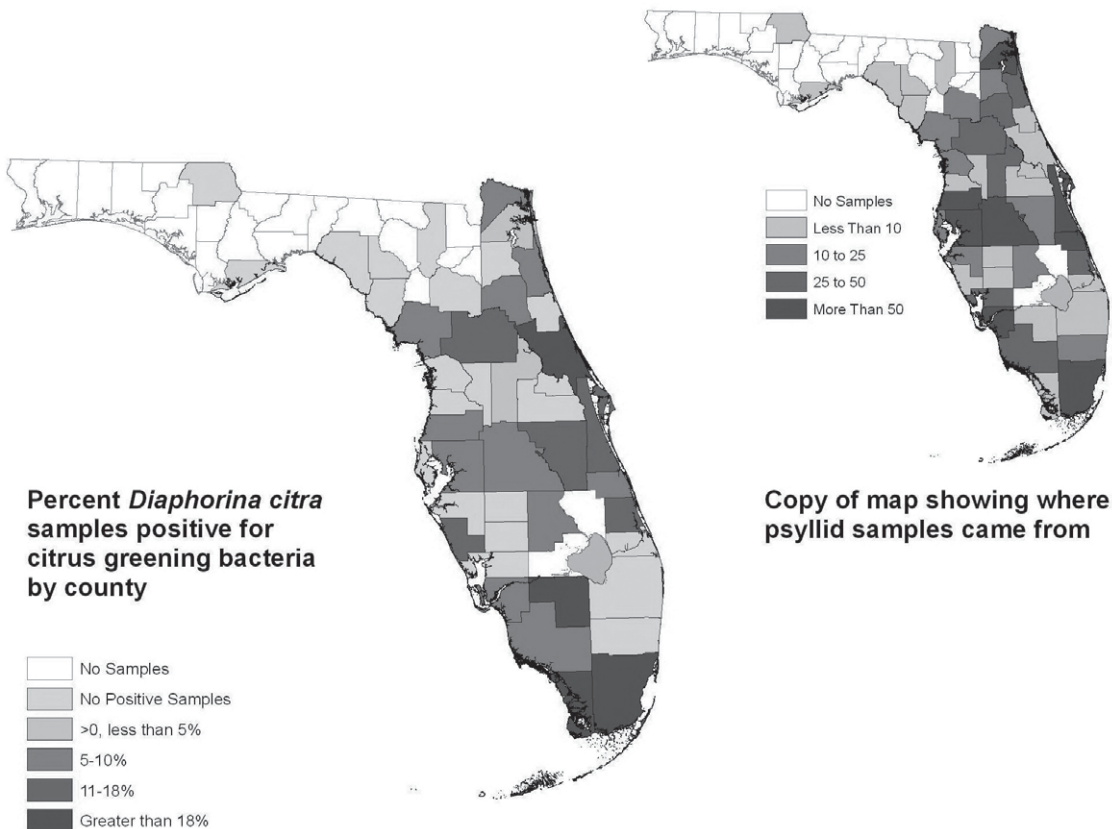 Percent Diaphorina citra
samples positive for
citrus greening bacteria
by county
No Samples
No Positive Samples
>0, less than 5%
5-10%
11-18%
Greater than 18%
No Samples
Less Than 10
10 to 25
25 to 50
More Than 50
Copy of map showing where
psyllid samples came from